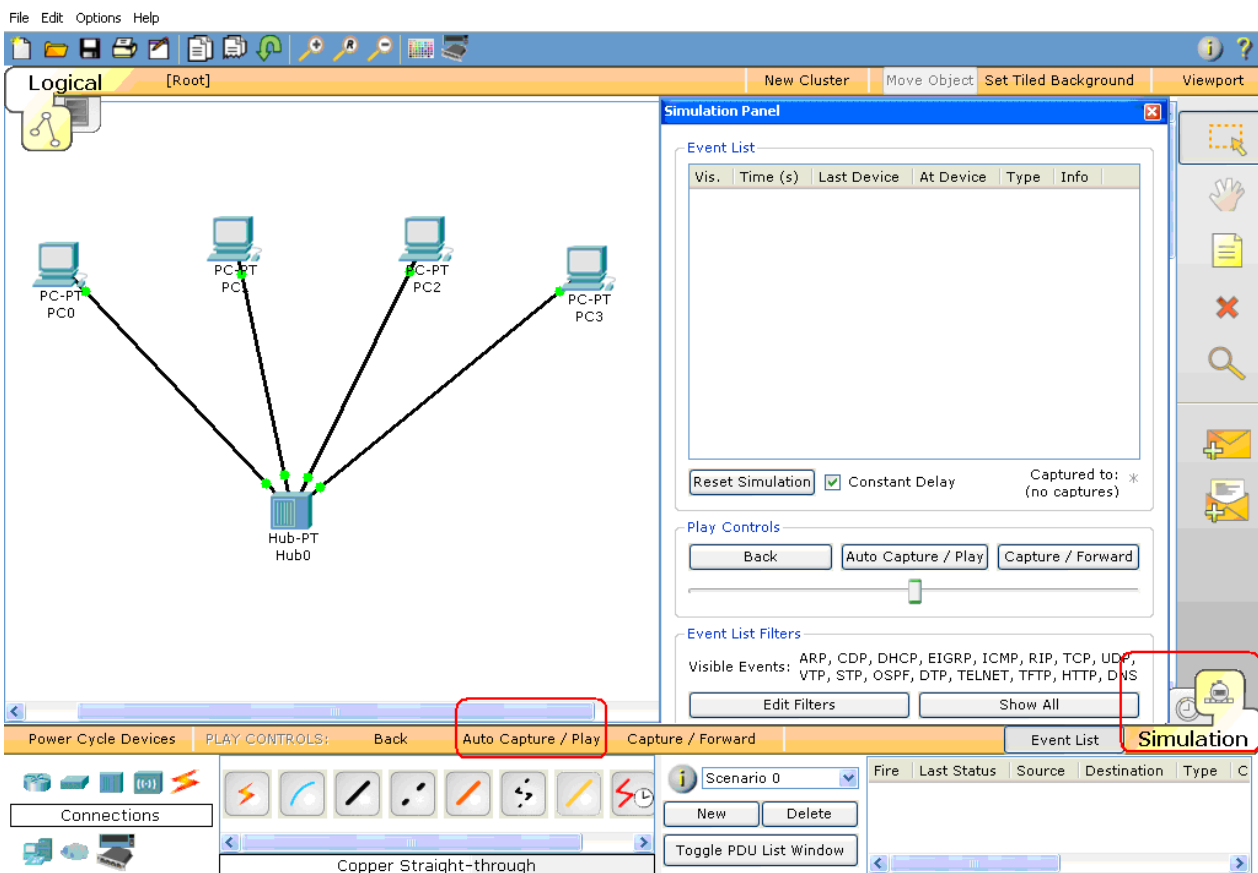 File Edit Options Help
Logical [Root] New Cluster Move Object Set Tiled Background Viewport
Simulation Panel
Event List
Vis. Time (s) Last Device At Device Type Info
PC-PT
PC0
PC-PT
PC1
PC-PT
PC2
PC-PT
PC3
Hub-PT
Hub0
Reset Simulation Constant Delay Captured to: *
(no captures)
Play Controls
Back Auto Capture / Play Capture / Forward
Event List Filters
Visible Events: ARP, CDP, DHCP, EIGRP, ICMP, RIP, TCP, UDP,
VTP, STP, OSPF, DTP, TELNET, TFTP, HTTP, DNS
Edit Filters Show All
Power Cycle Devices PLAY CONTROLS: Back Auto Capture / Play Capture / Forward Event List Simulation
Connections
Copper Straight-through
Scenario 0
New Delete
Toggle PDU List Window
Fire Last Status Source Destination Type C